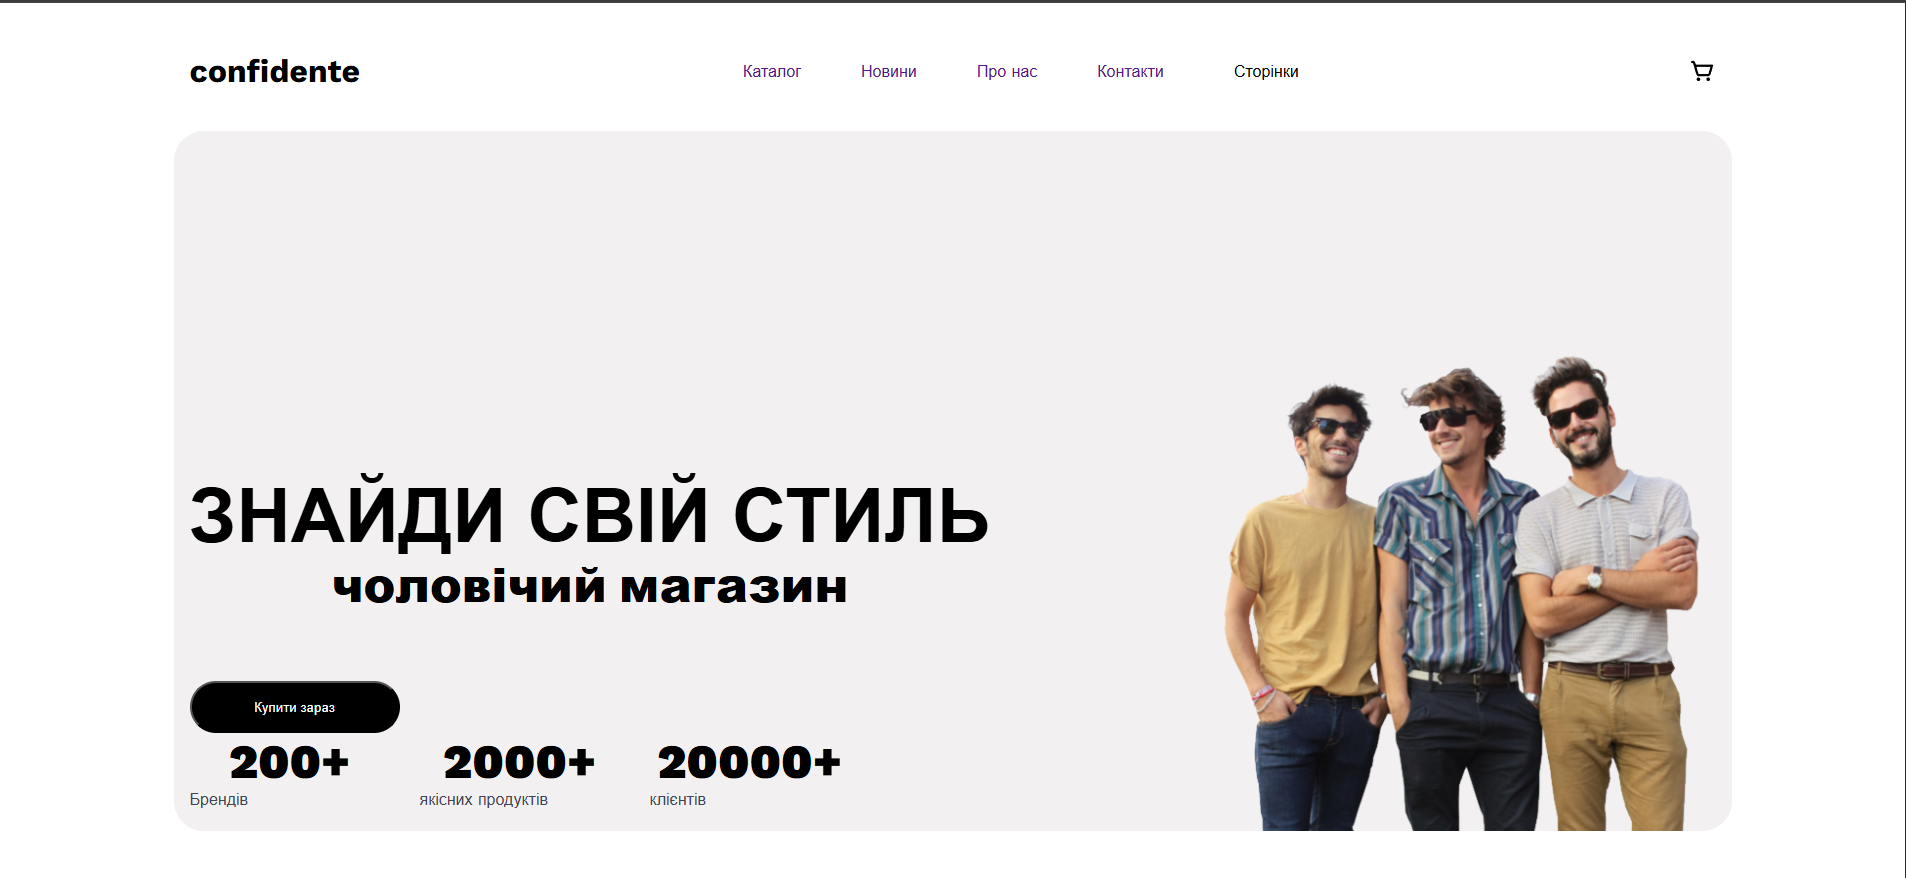 confidente
Каталог Новини Про нас Контакти Сторінки
ЗНАЙДИ СВІЙ СТИЛЬ
чоловічий магазин
Купити зараз
200+ 2000+ 20000+
Брендів якісних продуктів клієнтів